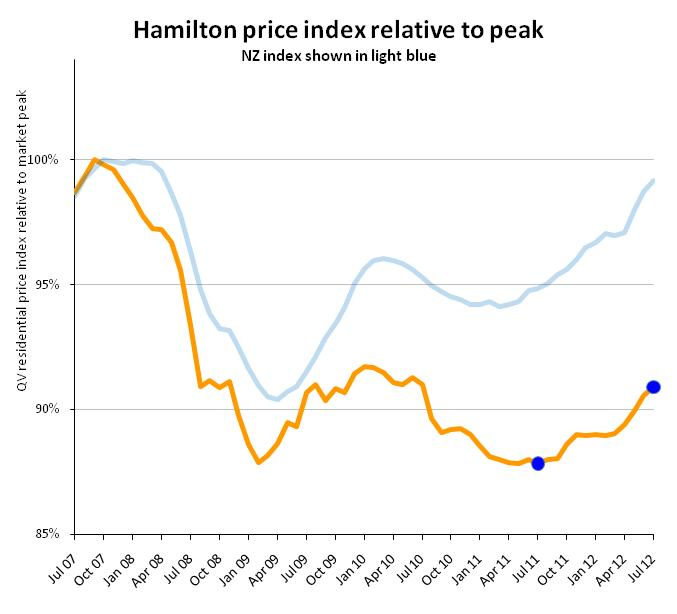 Hamilton price index relative to peak
NZ index shown in light blue
QV residential price index relative to market peak
100%
95%
90%
85%
Jul 07
Oct 07
Jan 08
Apr 08
Jul 08
Oct 08
Jan 09
Apr 09
Jul 09
Oct 09
Jan 10
Apr 10
Jul 10
Oct 10
Jan 11
Apr 11
Jul 11
Oct 11
Jan 12
Apr 12
Jul 12